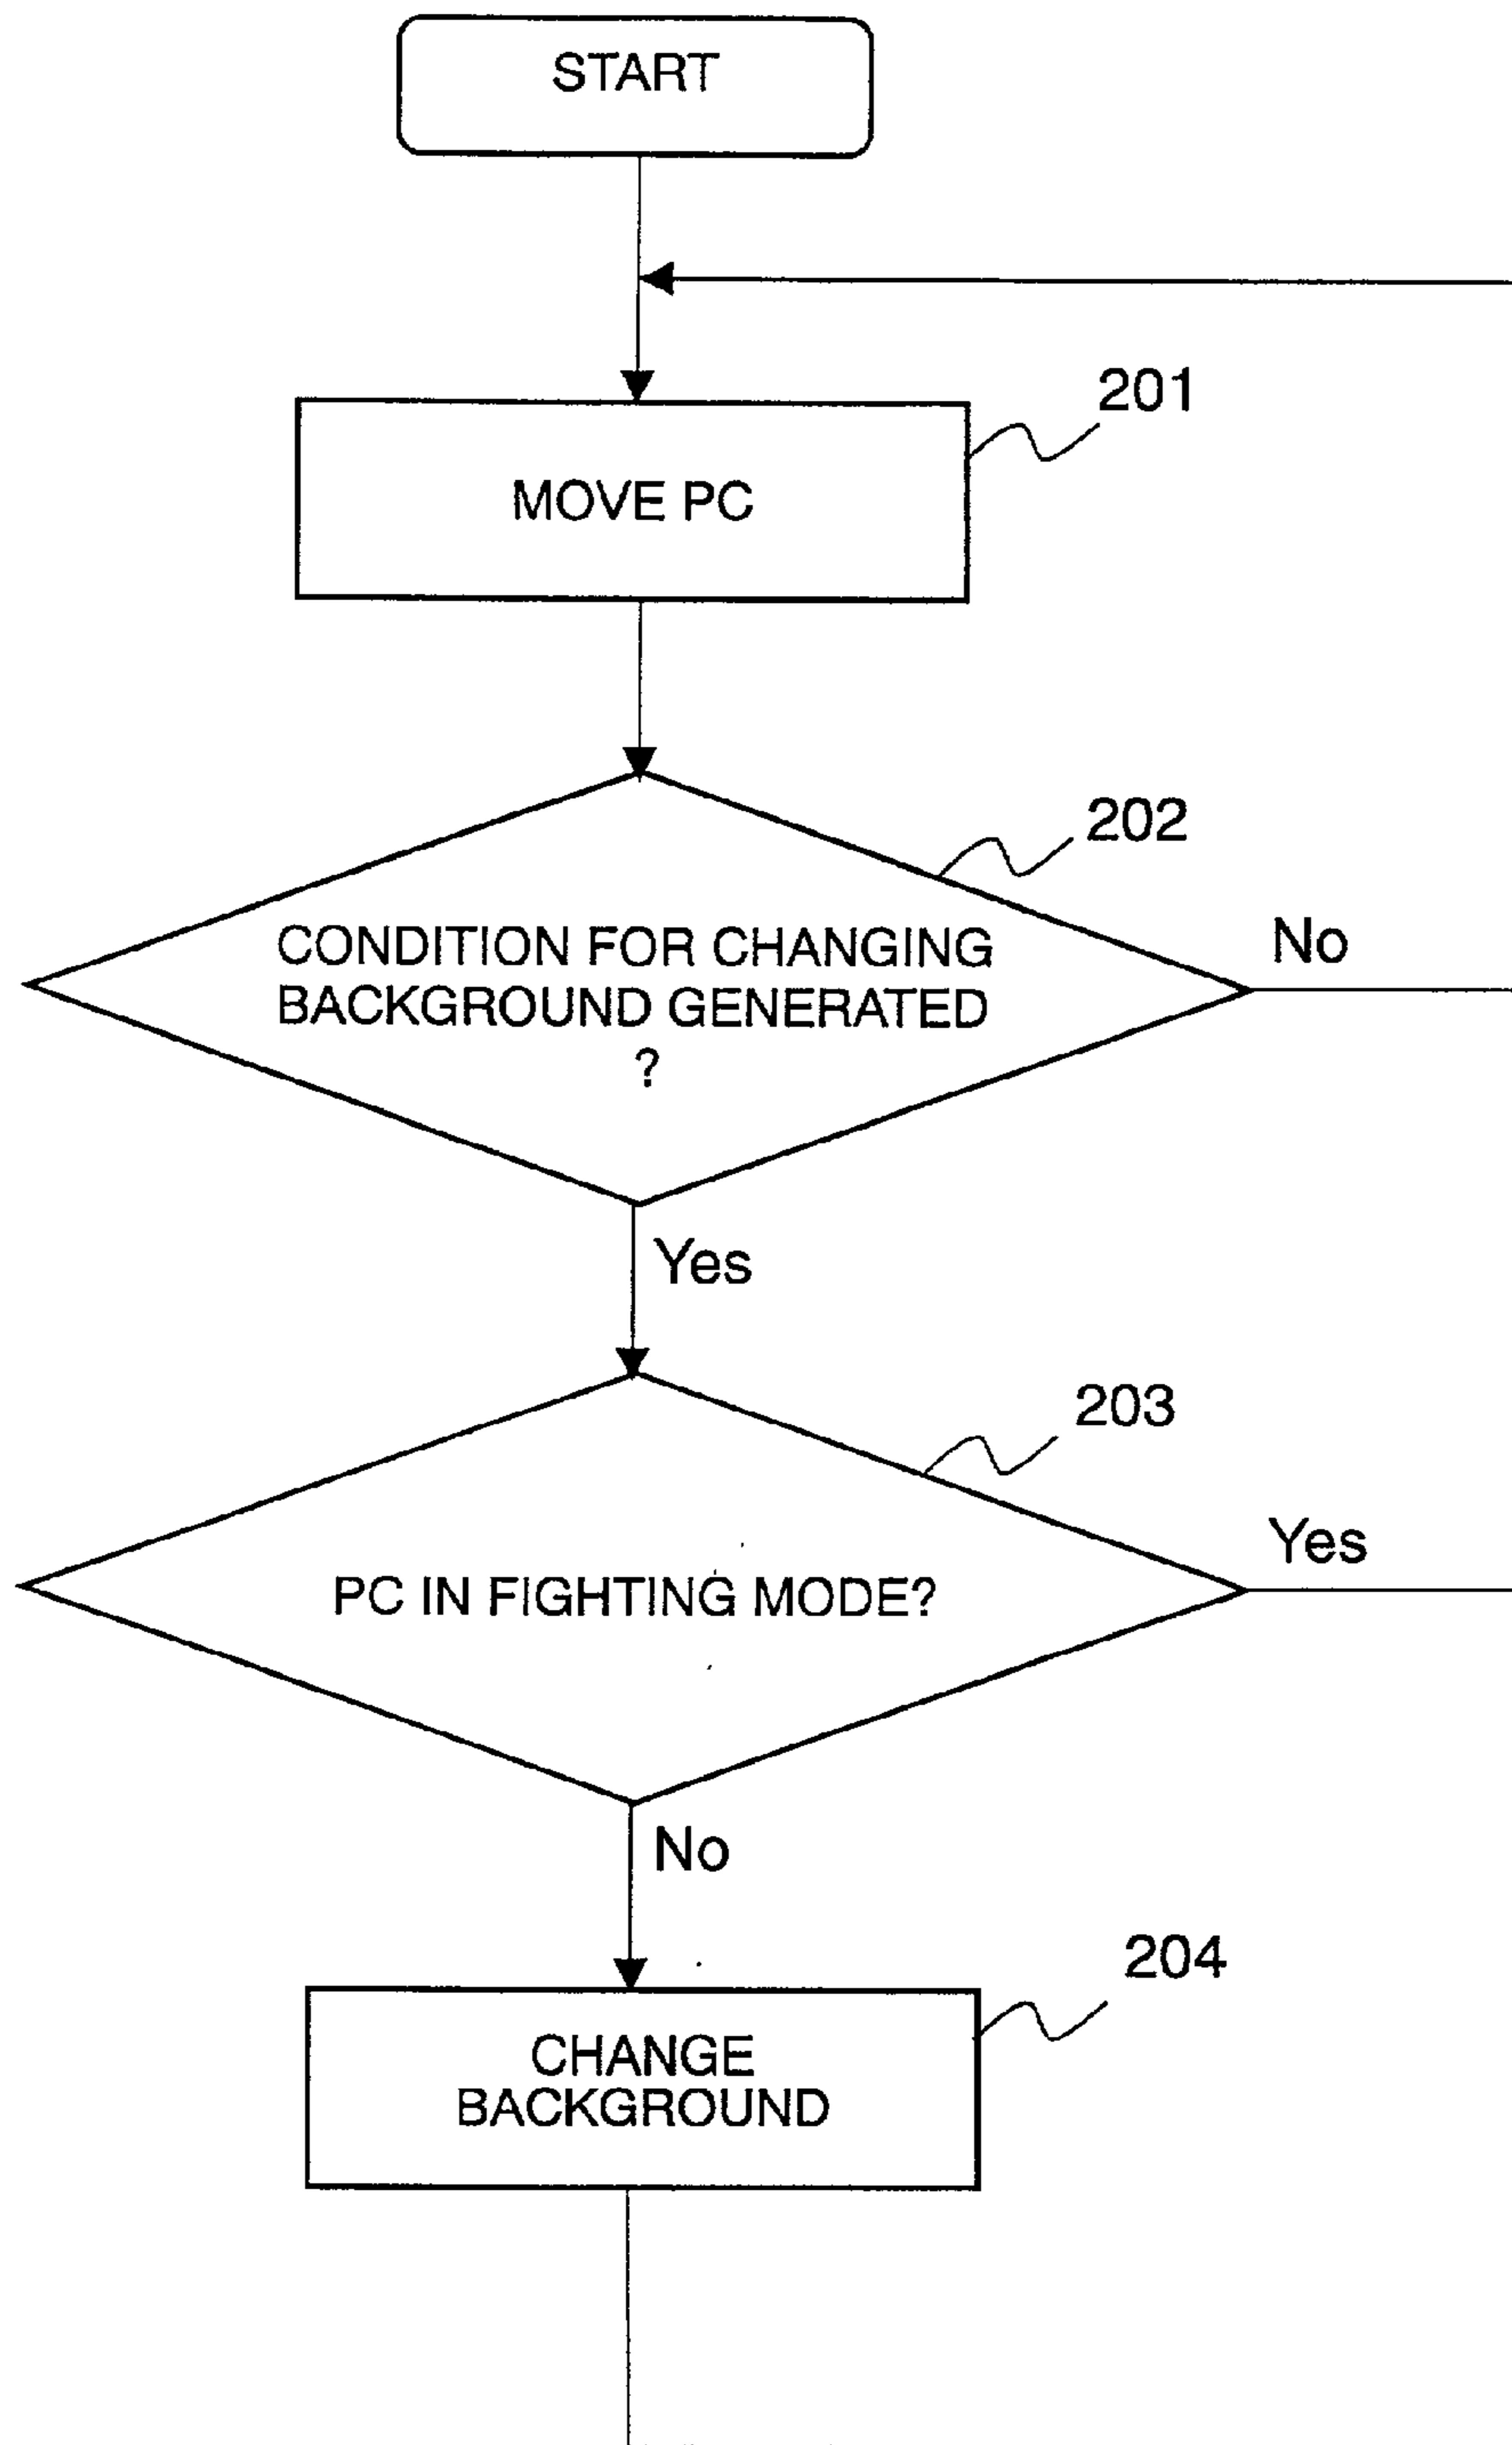 START
201
MOVE PC
202
CONDITION FOR CHANGING
BACKGROUND GENERATED
?
No
Yes
203
PC IN FIGHTING MODE?
Yes
No
204
CHANGE
BACKGROUND